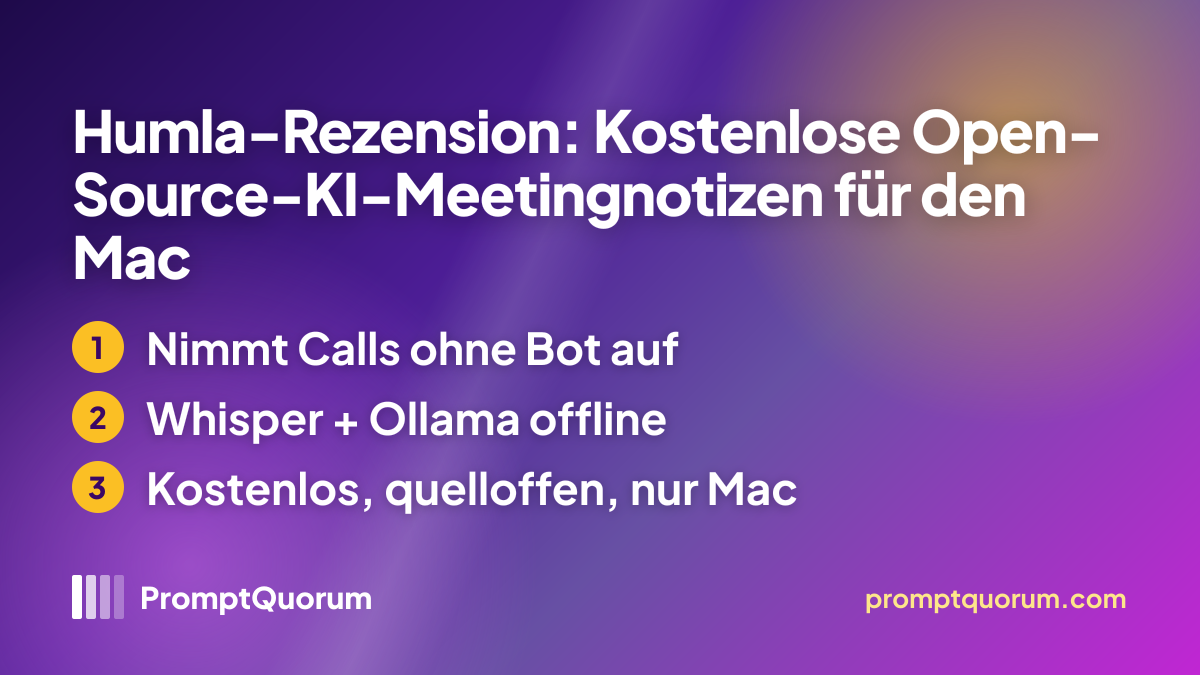 Humla-Rezension: Kostenlose Open-
Source-KI-Meetingnotizen für den
Mac
1 Nimmt Calls ohne Bot auf
2 Whisper + Ollama offline
3 Kostenlos, quelloffen, nur Mac
PromptQuorum
promptquorum.com